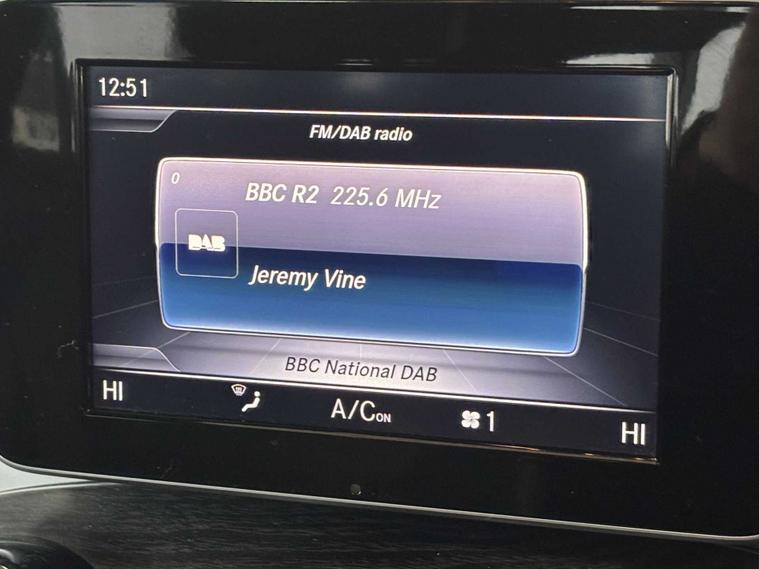 12:51
FM/DAB radio
0
BBC R2 225.6 MHz
DAB
Jeremy Vine
BBC National DAB
HI A/C ON 1 HI